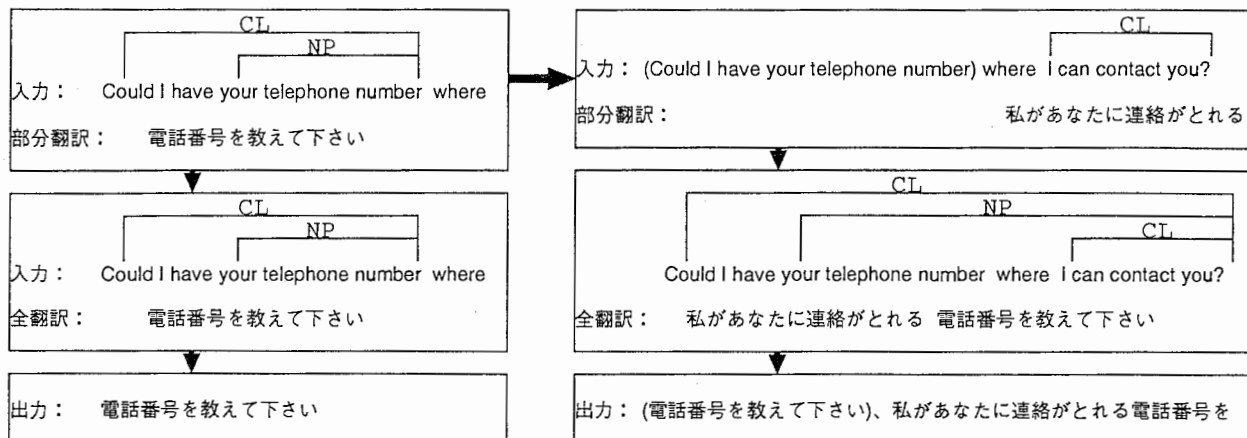 CL
NP
入力： Could I have your telephone number where
部分翻訳： 電話番号を教えて下さい
CL
NP
入力： Could I have your telephone number where
全翻訳： 電話番号を教えて下さい
出力： 電話番号を教えて下さい
CL
入力： (Could I have your telephone number) where I can contact you?
部分翻訳： 私があなたに連絡がとれる
CL
NP
CL
Could I have your telephone number where I can contact you?
全翻訳： 私があなたに連絡がとれる 電話番号を教えて下さい
出力： (電話番号を教えて下さい)、私があなたに連絡がとれる電話番号を